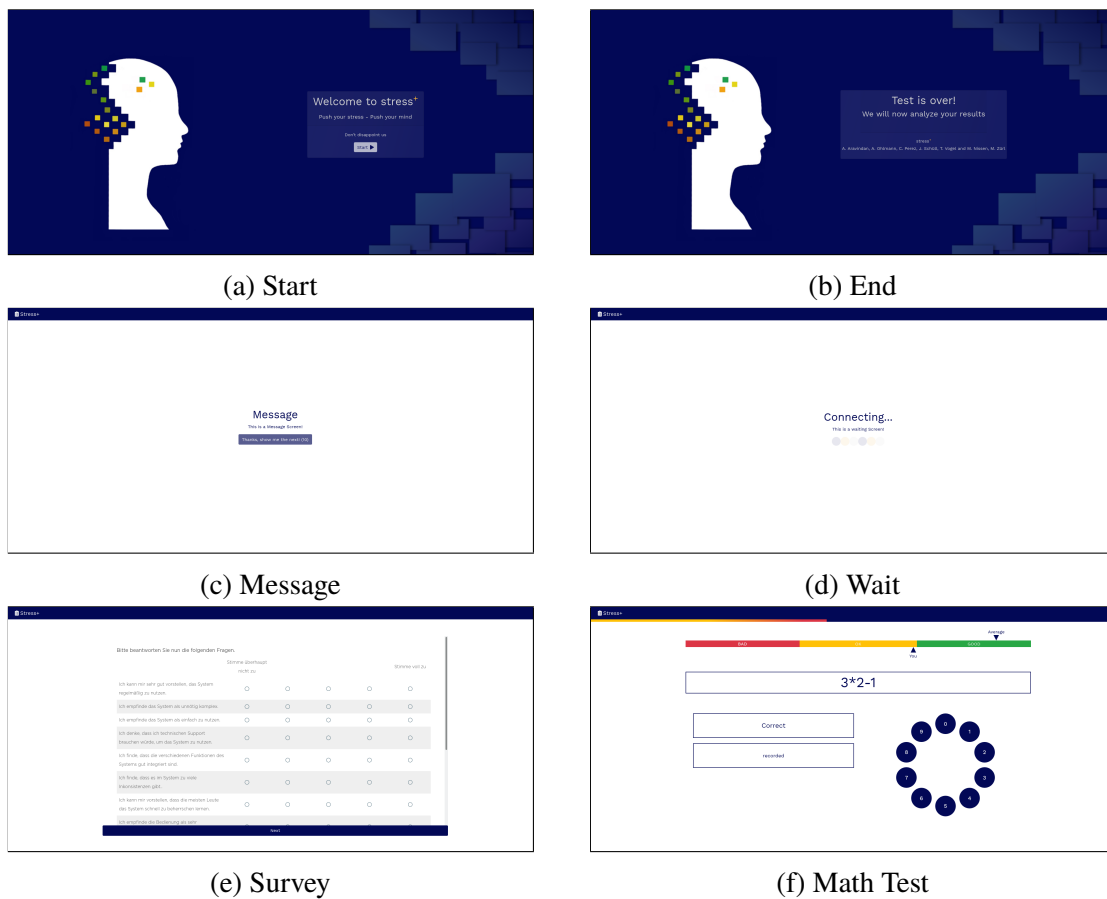 Welcome to stress+
Push your stress - Push your mind
Don't disappoint us
Start
(a) Start
Test is over!
We will now analyze your results
stress+
(b) End
Stress+
Message
This is a Message Screen!
Thanks, show me the next! (10)
(c) Message
Stress+
Connecting...
This is a waiting Screen!
(d) Wait
Stress+
Bitte beantworten Sie nun die folgenden Fragen.
Stimme überhaupt
nicht zu
Stimme voll zu
Ich kann mir sehr gut vorstellen, das System
regelmäßig zu nutzen.
Ich empfinde das System als unnötig komplex.
Ich empfinde das System als einfach zu nutzen.
Ich denke, dass ich technischen Support
brauchen würde, um das System zu nutzen.
Ich finde, dass die verschiedenen Funktionen des
Systems gut integriert sind.
Ich finde, dass es im System zu viele
Inkonsistenzen gibt.
Ich kann mir vorstellen, dass die meisten Leute
das System schnell zu beherrschen lernen.
Ich empfinde die Bedienung als sehr
Next
(e) Survey
Stress+
Average
BAD
OK
GOOD
You
3*2-1
Correct
recorded
0
1
2
3
4
5
6
7
8
9
(f) Math Test